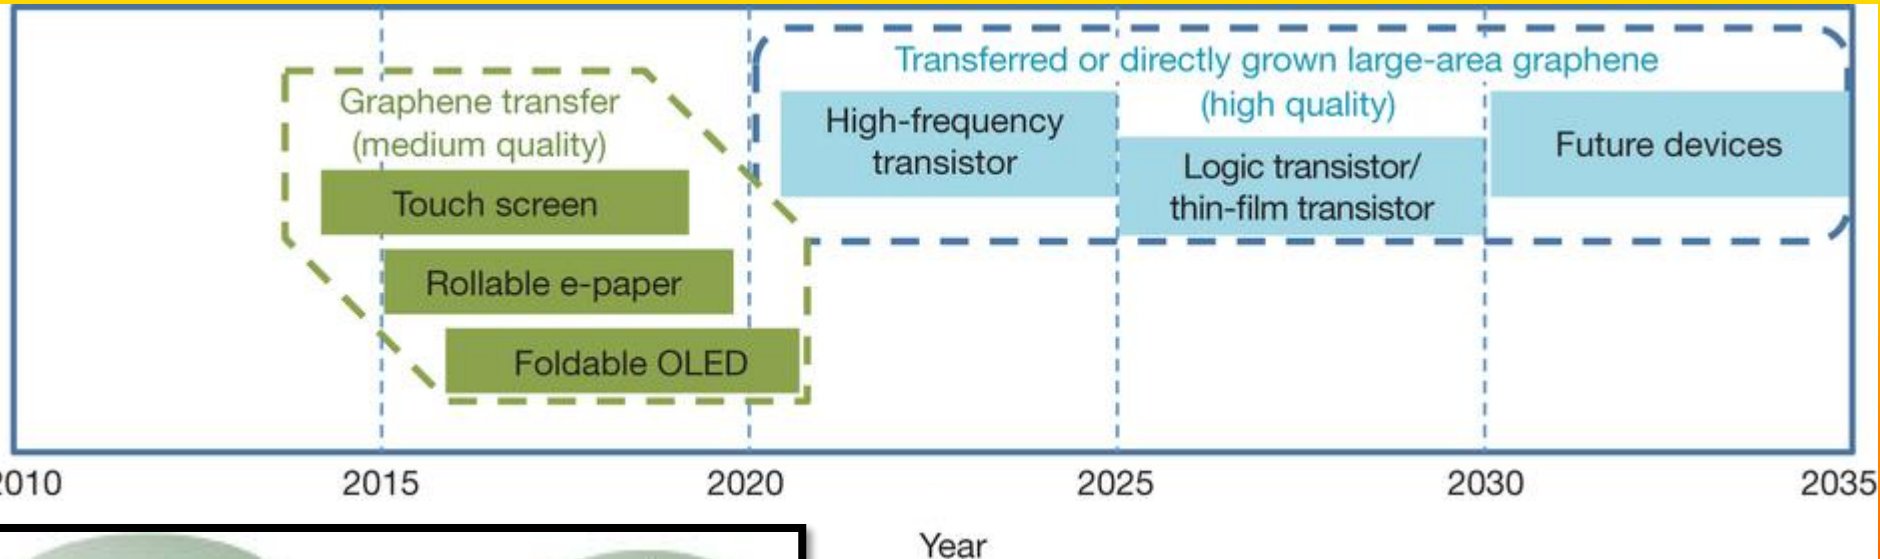 Transferred or directly grown large-area graphene
(high quality)
Graphene transfer
(medium quality)
High-frequency
transistor
Logic transistor/
thin-film transistor
Future devices
Touch screen
Rollable e-paper
Foldable OLED
2010
2015
2020
2025
2030
2035
Year